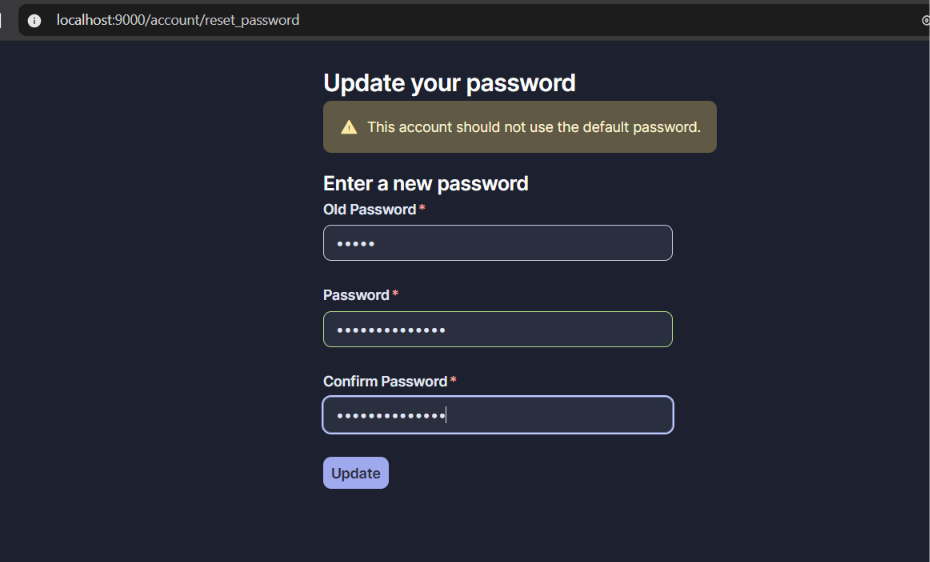 localhost:9000/account/reset_password
Update your password
This account should not use the default password.
Enter a new password
Old Password *
•••••
Password *
••••••••••••••
Confirm Password *
••••••••••••••
Update